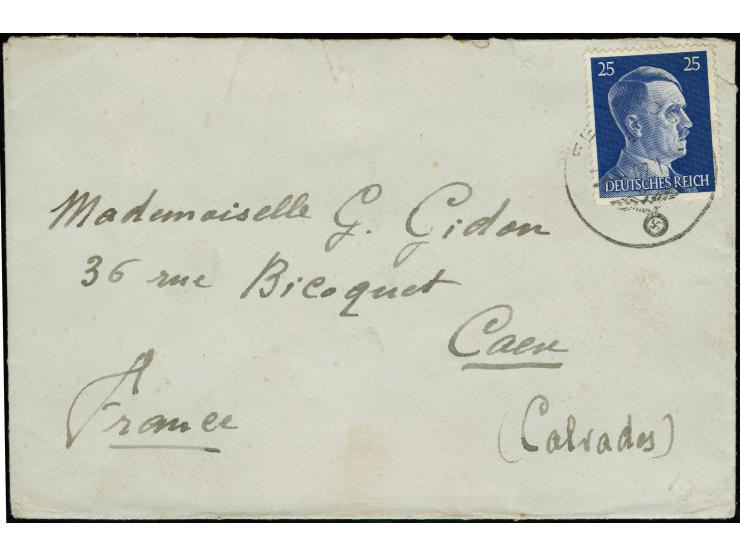 25 25
DEUTSCHES REICH
Mademoiselle G. Gidon
36 rue Bicoquet
Caen
France
(Calvados)